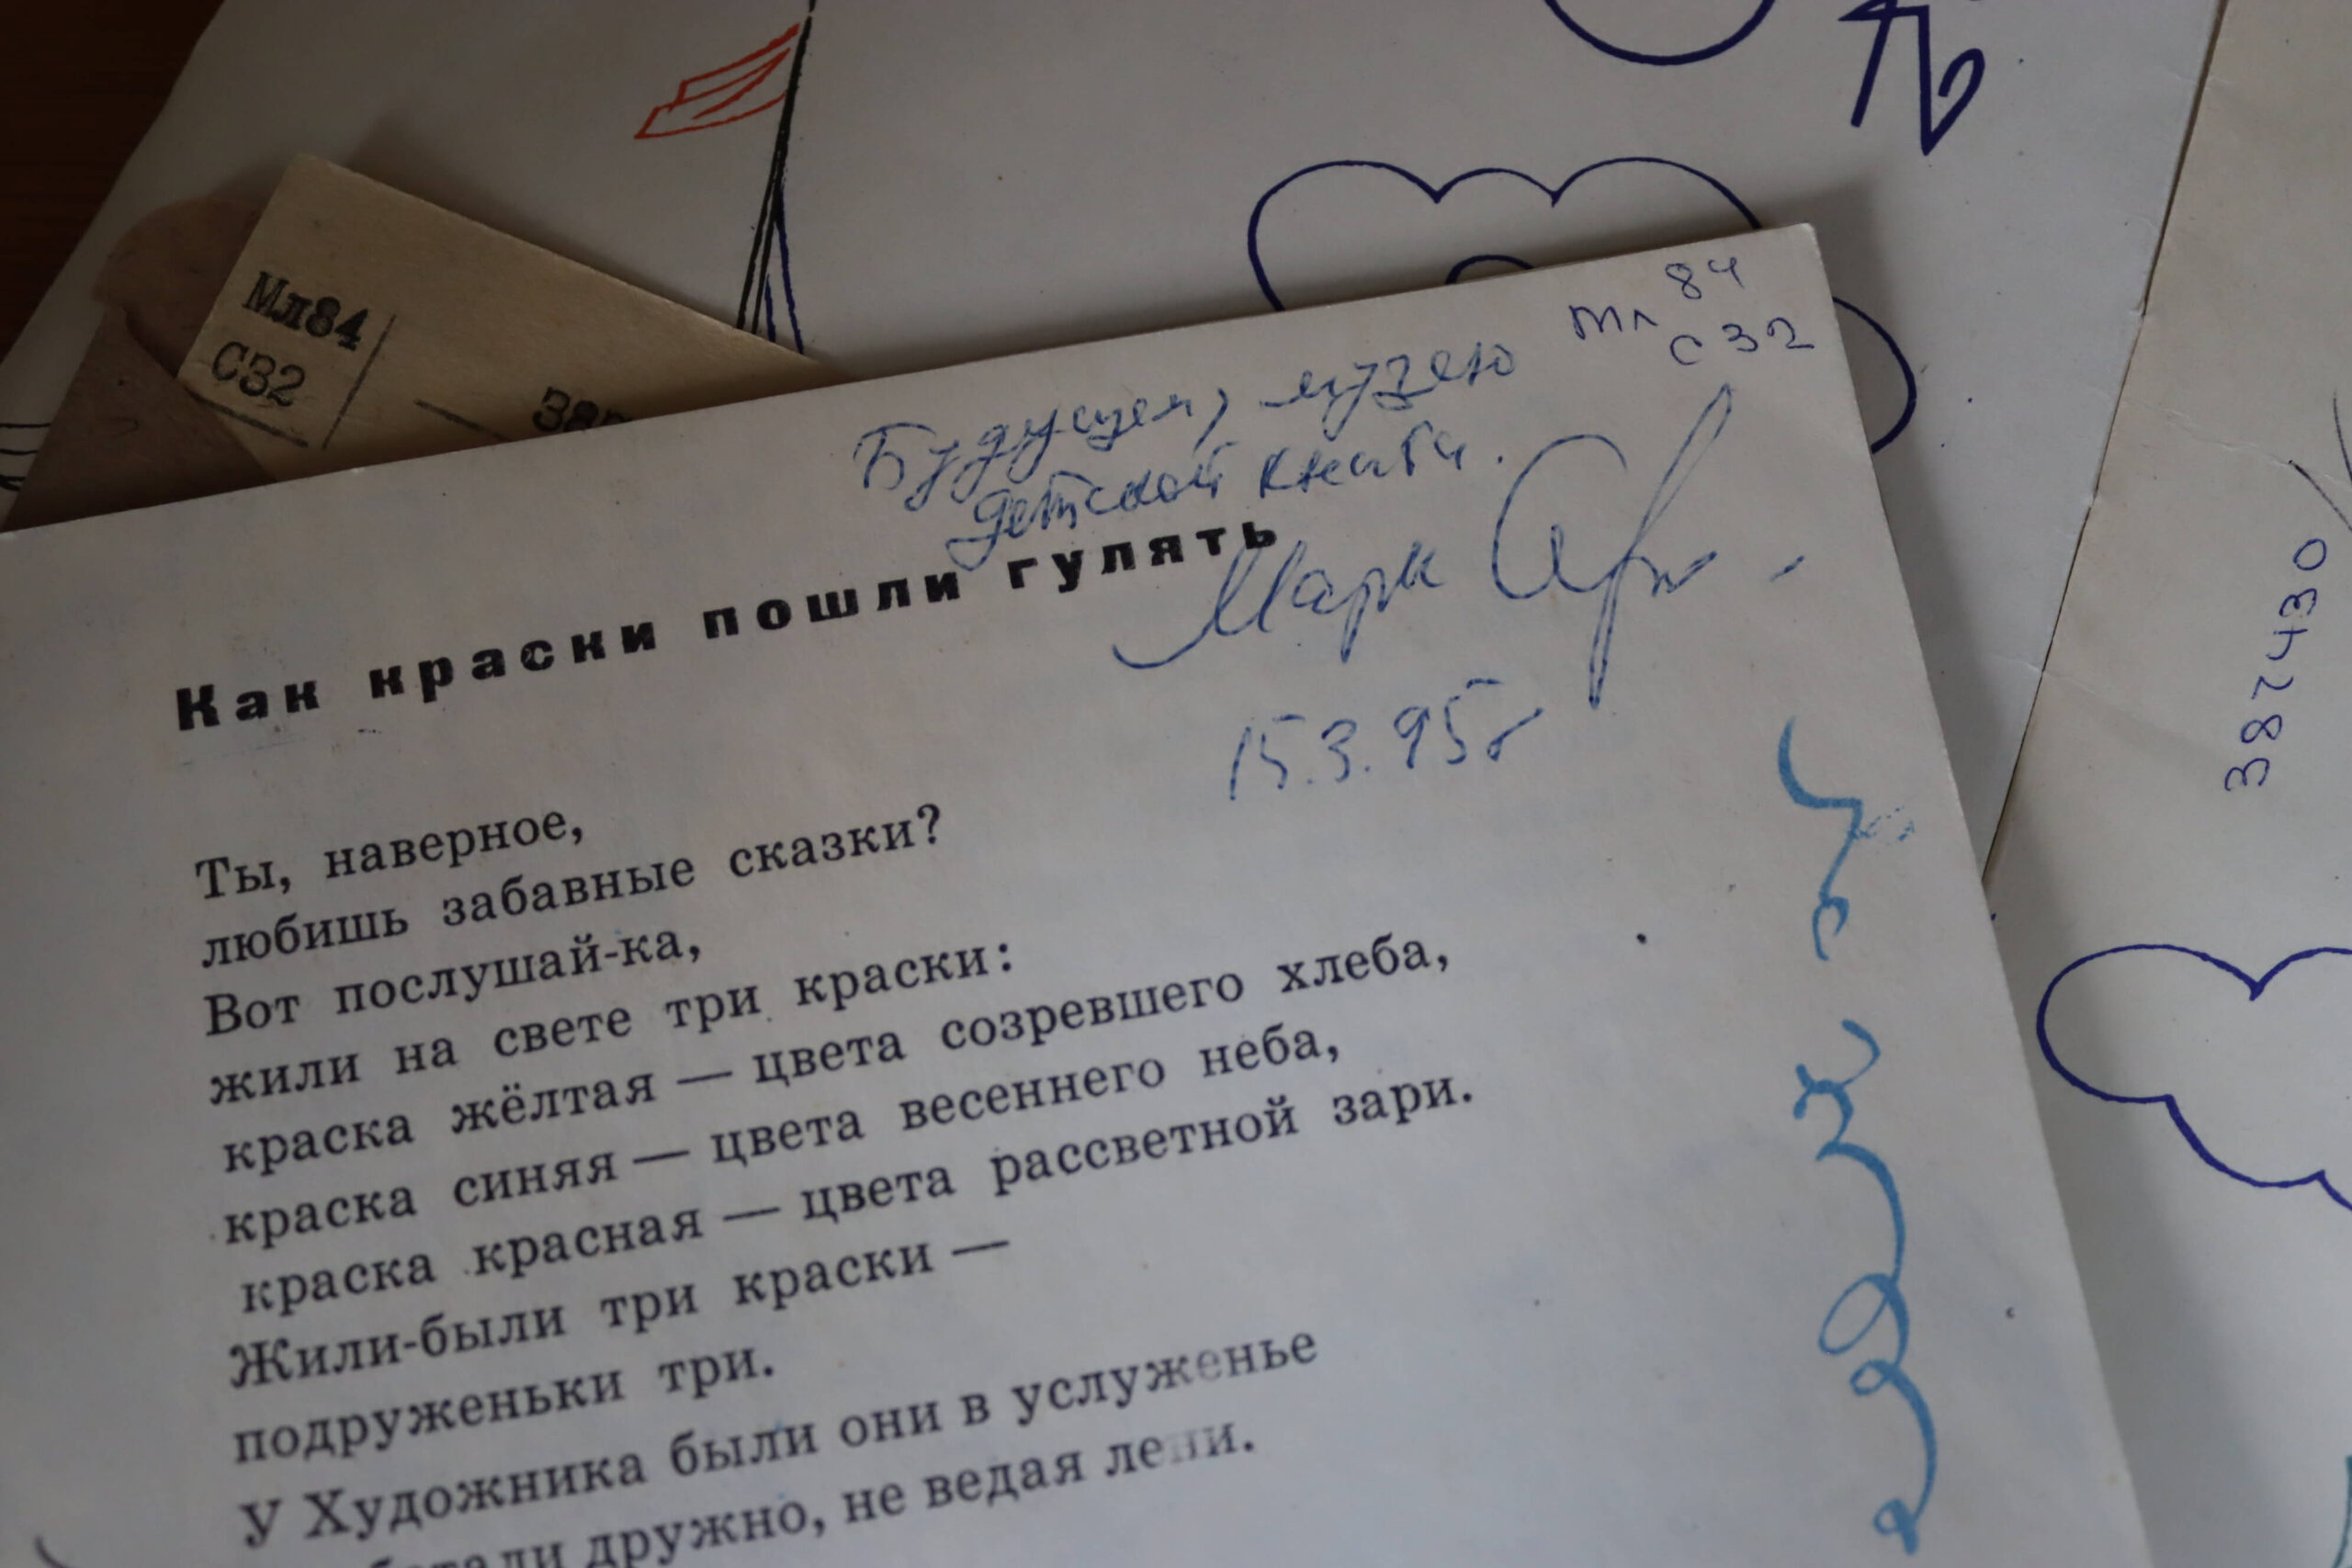 Мл84
С32
Мл 84
С32
Будущему музею
детской книги.
Марк
15.3.95г
Как краски пошли гулять
Ты, наверное,
любишь забавные сказки?
Вот послушай-ка,
жили на свете три краски:
краска жёлтая — цвета созревшего хлеба,
краска синяя — цвета весеннего неба,
краска красная — цвета рассветной зари.
Жили-были три краски —
подруженьки три.
У Художника были они в услуженье
дружно, не ведая лени.
387430